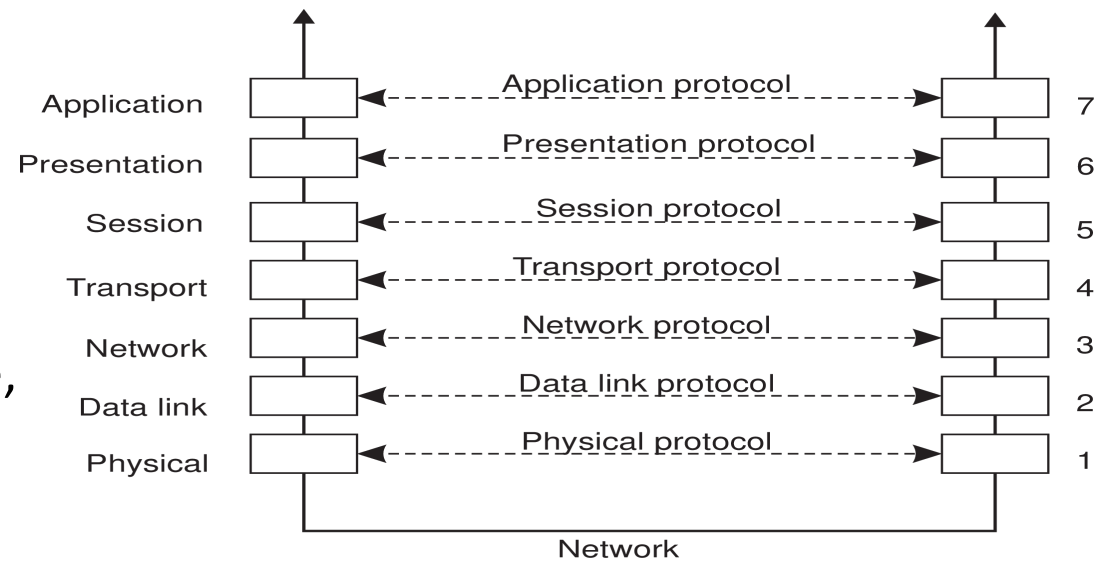 Application Application protocol 7
Presentation Presentation protocol 6
Session Session protocol 5
Transport Transport protocol 4
Network Network protocol 3
,
Data link Data link protocol 2
Physical Physical protocol 1
Network